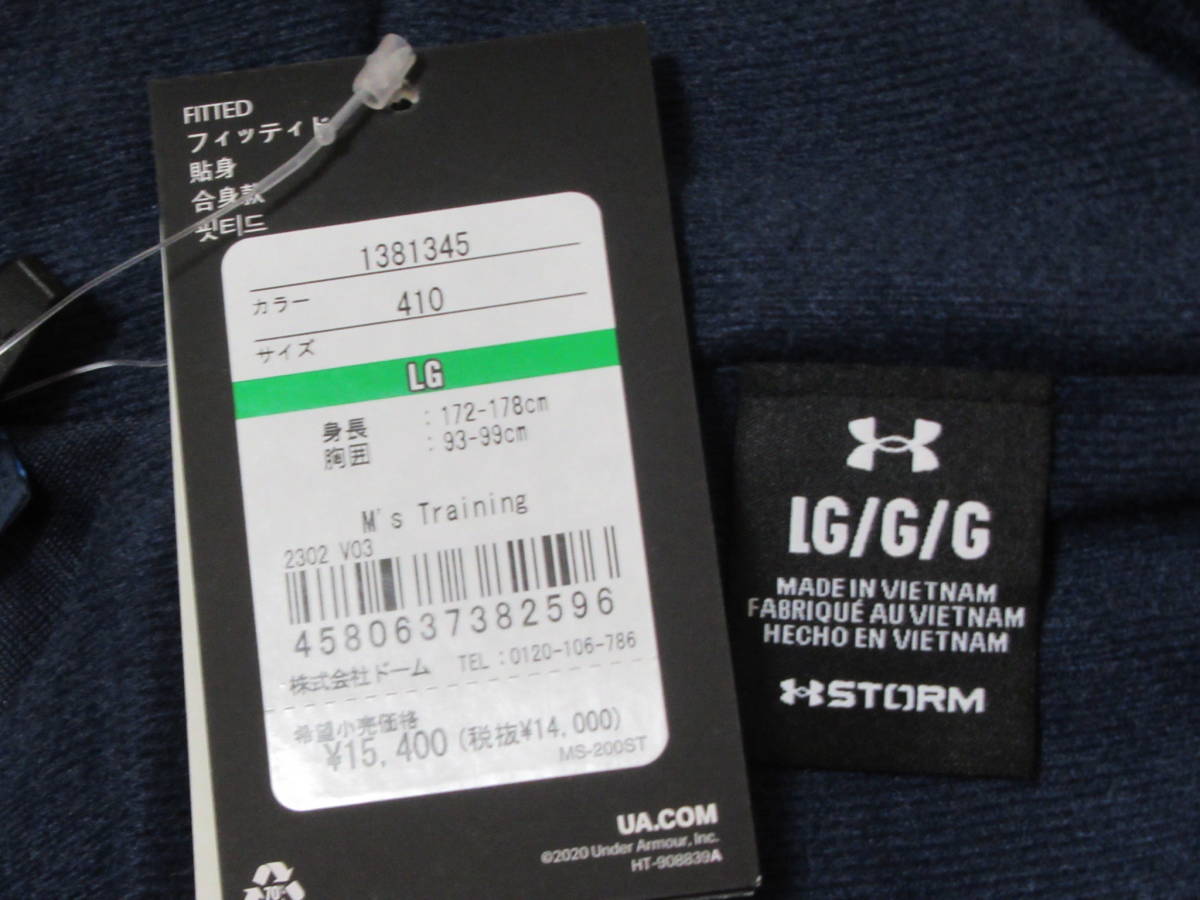 FITTED
フィッティド
貼身
合身款
핏티드
1381345
カラー 410
サイズ
LG
身長 : 172-178cm
胸囲 : 93-99cm
M's Training
2302 V03
4580637382596
株式会社ドーム TEL:0120-106-786
希望小売価格
¥15,400 (税抜¥14,000)
MS-200ST
UA.COM
©2020 Under Armour, Inc.
HT-908839A
70%
LG/G/G
MADE IN VIETNAM
FABRIQUÉ AU VIETNAM
HECHO EN VIETNAM
STORM